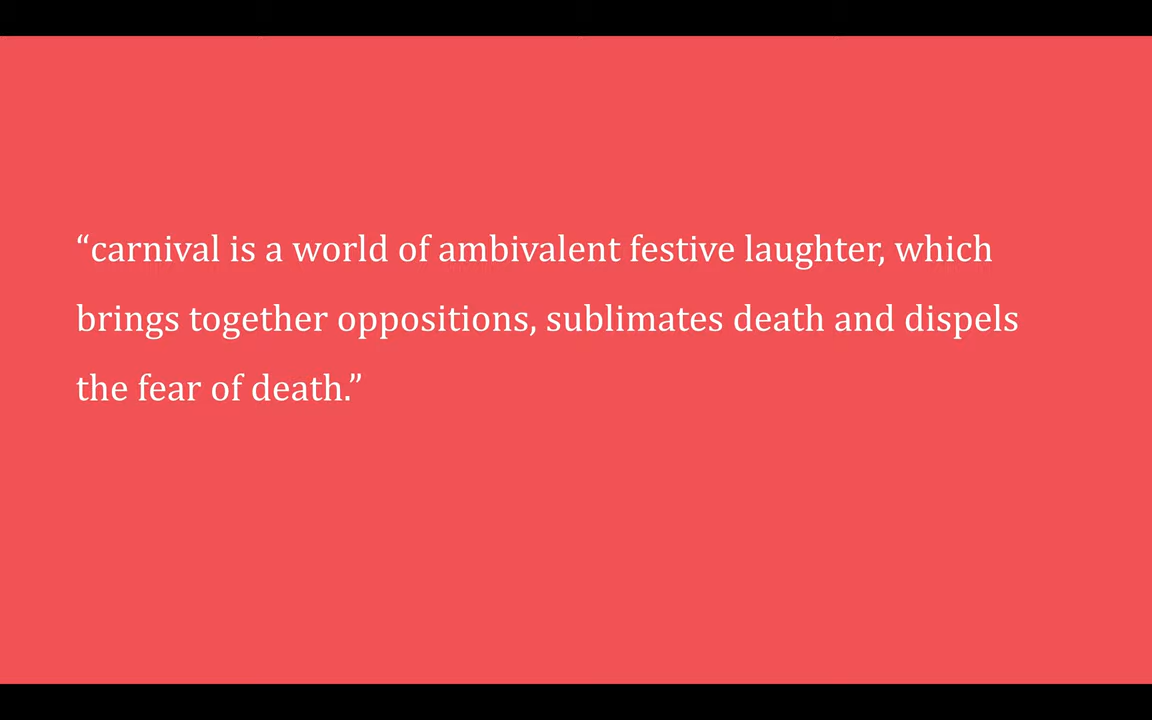 “carnival is a world of ambivalent festive laughter, which
brings together oppositions, sublimates death and dispels
the fear of death.”